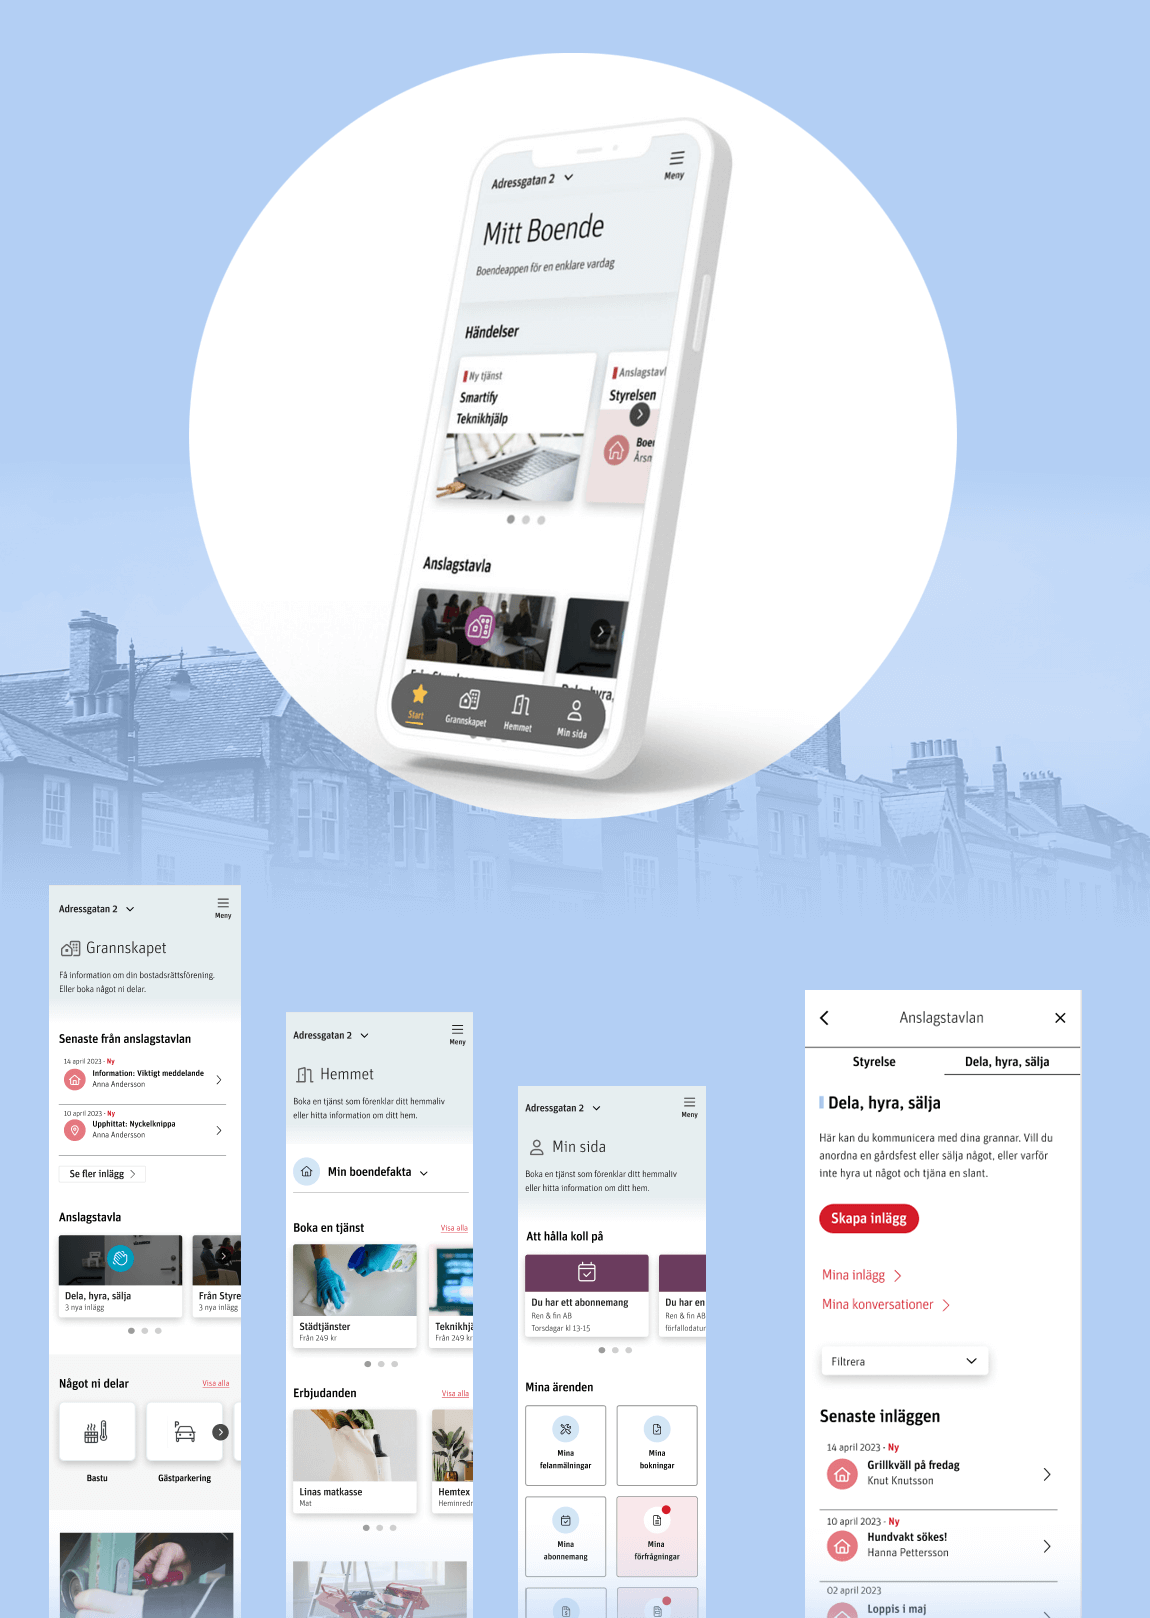 Adressgatan 2
Meny
Mitt Boende
Boendeappen för en enklare vardag
Händelser
Ny tjänst
Smartify
Teknikhjälp
Anslagstavl
Styrelsen
Boen
Årsm
Anslagstavla
Start
Grannskapet
Hemmet
Min sida
Adressgatan 2
Meny
Grannskapet
Få information om din bostadsrättsförening.
Eller boka något ni delar.
Senaste från anslagstavlan
14 april 2023 - Ny
Information: Viktigt meddelande
Anna Andersson
10 april 2023 - Ny
Upphittat: Nyckelknippa
Anna Andersson
Se fler inlägg
Anslagstavla
Dela, hyra, sälja
3 nya inlägg
Från Styre
3 nya inlägg
Något ni delar
Visa alla
Bastu
Gästparkering
Adressgatan 2
Meny
Hemmet
Boka en tjänst som förenklar ditt hemmaliv
eller hitta information om ditt hem.
Min boendefakta
Boka en tjänst
Visa alla
Städtjänster
Från 249 kr
Teknikhjä
Från 249 kr
Erbjudanden
Visa alla
Linas matkasse
Mat
Hemtex
Heminredn
Adressgatan 2
Meny
Min sida
Boka en tjänst som förenklar ditt hemmaliv
eller hitta information om ditt hem.
Att hålla koll på
Du har ett abonnemang
Ren & fin AB
Torsdagar kl 13-15
Du har en
Ren & fin AB
förfallodatur
Mina ärenden
Mina
felanmälningar
Mina
bokningar
Mina
abonnemang
Mina
förfrågningar
Anslagstavlan
Styrelse
Dela, hyra, sälja
Dela, hyra, sälja
Här kan du kommunicera med dina grannar. Vill du
anordna en gårdsfest eller sälja något, eller varför
inte hyra ut något och tjäna en slant.
Skapa inlägg
Mina inlägg
Mina konversationer
Filtrera
Senaste inläggen
14 april 2023 - Ny
Grillkväll på fredag
Knut Knutsson
10 april 2023 - Ny
Hundvakt sökes!
Hanna Pettersson
02 april 2023
Loppis i maj